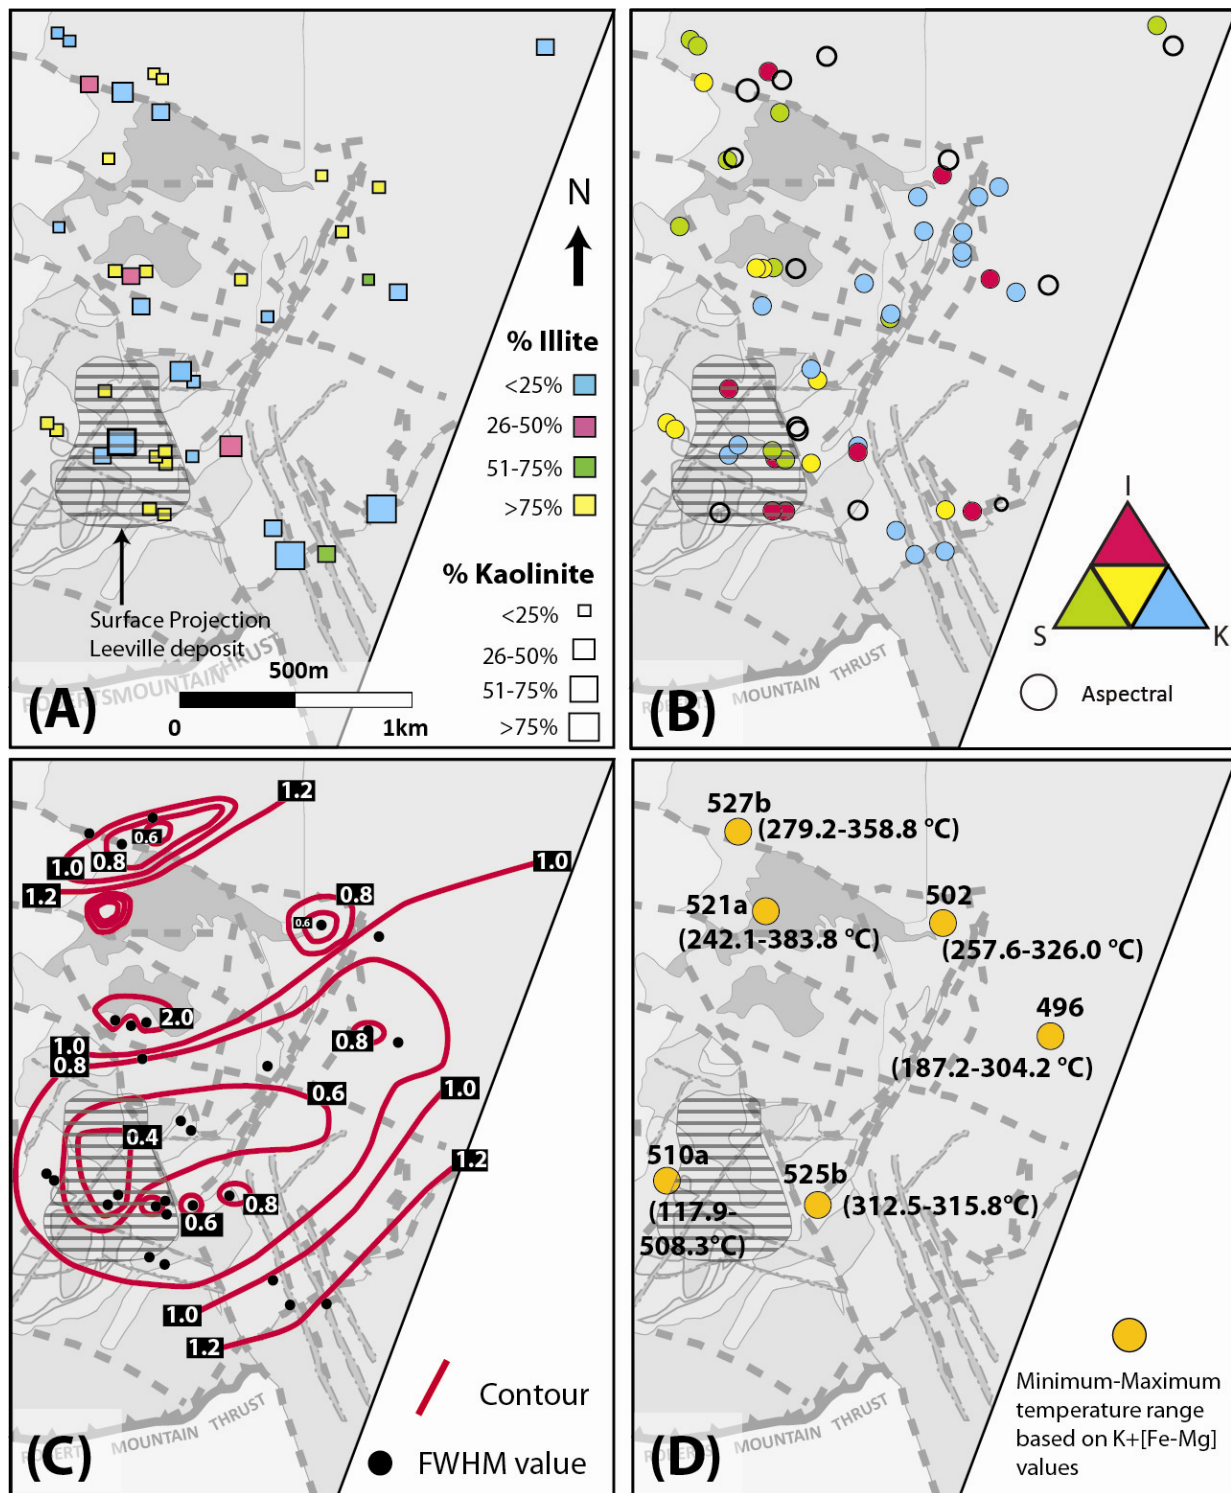 N
% Illite
<25%
26-50%
51-75%
>75%
% Kaolinite
<25%
26-50%
51-75%
>75%
Surface Projection
Leeville deposit
500m
0
1km
ROBERTSMOUNTAIN THRUST
(A)
I
S
K
Aspectral
ROBERTS MOUNTAIN THRUST
(B)
1.2
0.6
0.8
1.0
1.2
1.0
0.8
0.6
2.0
1.0
0.8
0.8
0.6
1.0
0.4
1.2
0.8
0.6
1.0
1.2
Contour
FWHM value
ROBERTS MOUNTAIN THRUST
(C)
527b
(279.2-358.8 °C)
521a
(242.1-383.8 °C)
502
(257.6-326.0 °C)
496
(187.2-304.2 °C)
510a
(117.9-
508.3°C)
525b
(312.5-315.8°C)
Minimum-Maximum
temperature range
based on K+[Fe-Mg]
values
ROBERTS MOUNTAIN THRUST
(D)